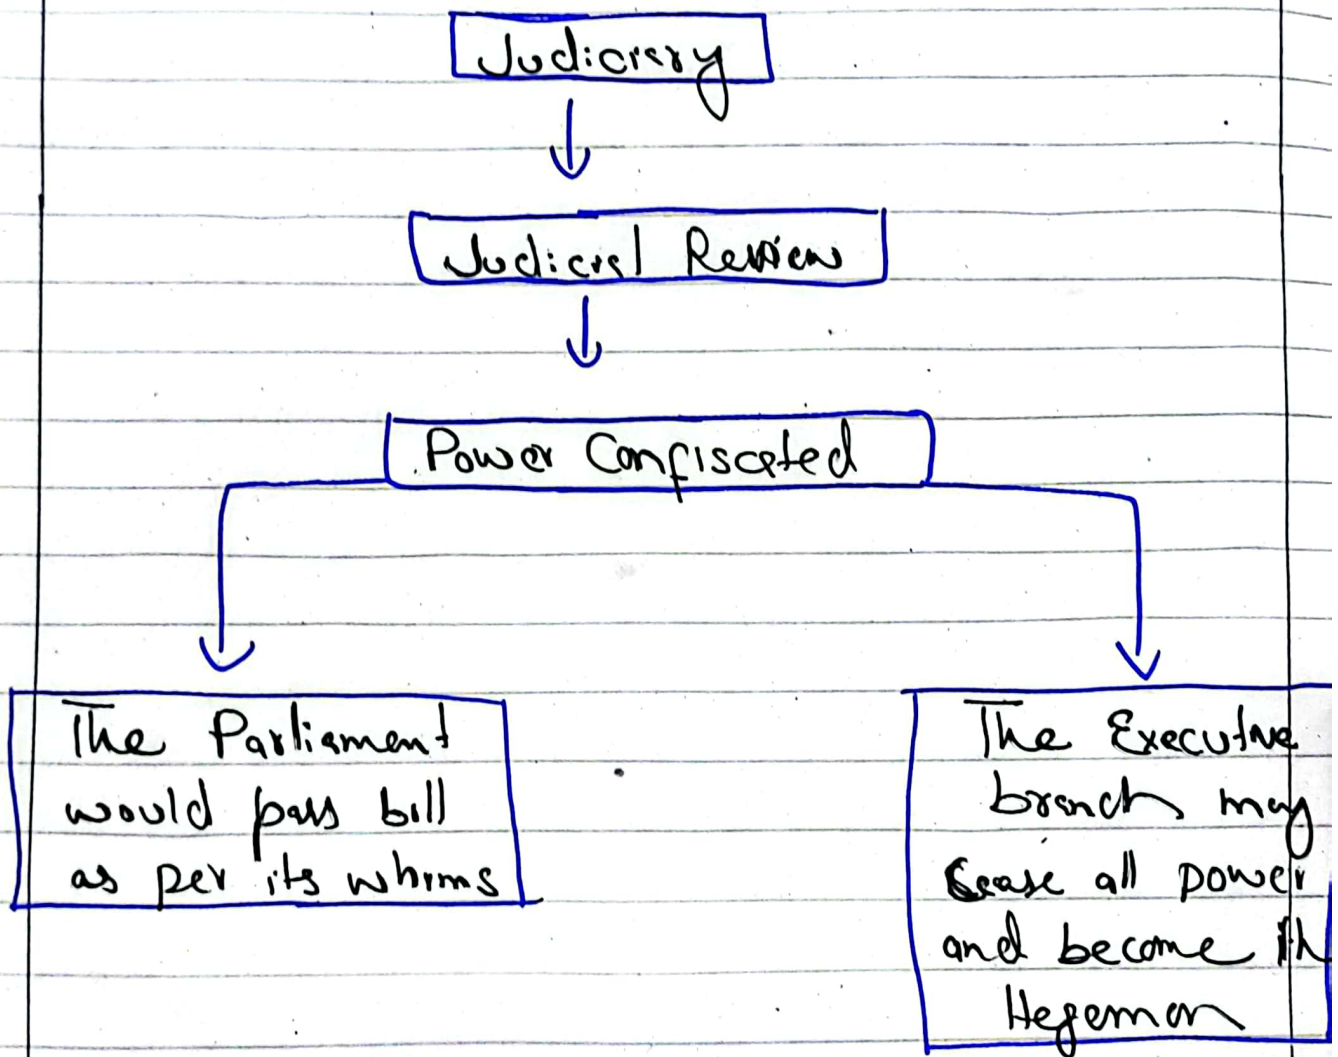 Judiciary
Judicial Review
Power Confiscated
The Parliament
would pass bill
as per its whims
The Executive
branch may
all power
and become th
Hegemon